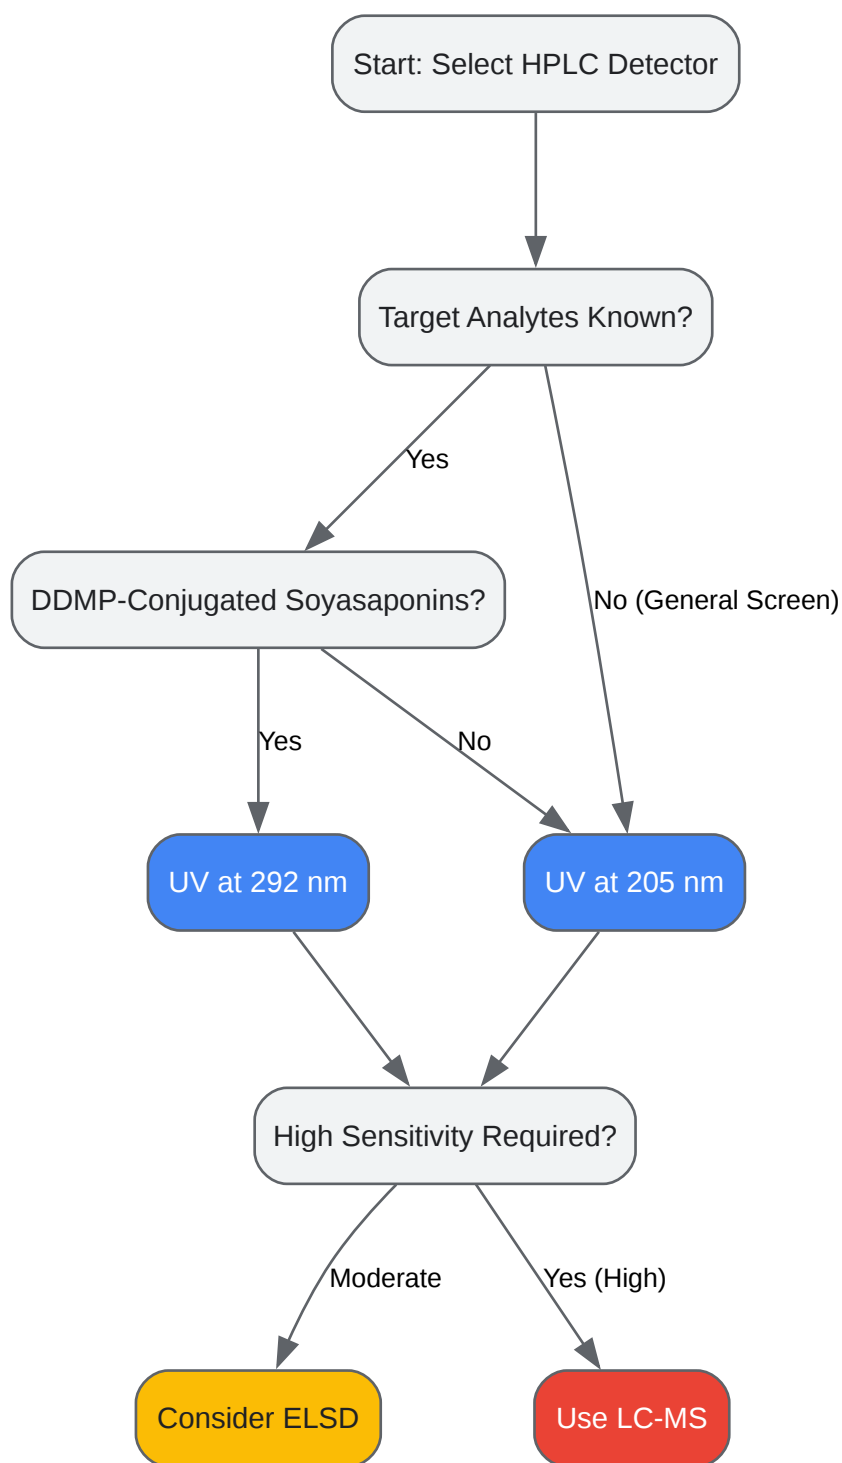 Start: Select HPLC Detector
Target Analytes Known?
Yes
DDMP-Conjugated Soyasaponins?
No (General Screen)
Yes
No
UV at 292 nm
UV at 205 nm
High Sensitivity Required?
Moderate
Yes (High)
Consider ELSD
Use LC-MS